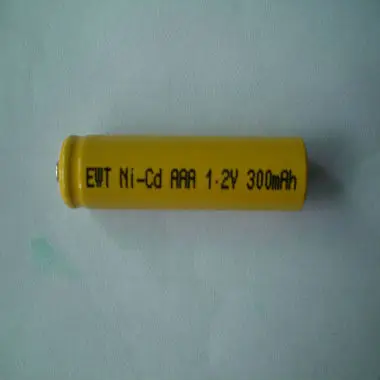 EWT Ni-Cd AAA 1.2V 300mAh